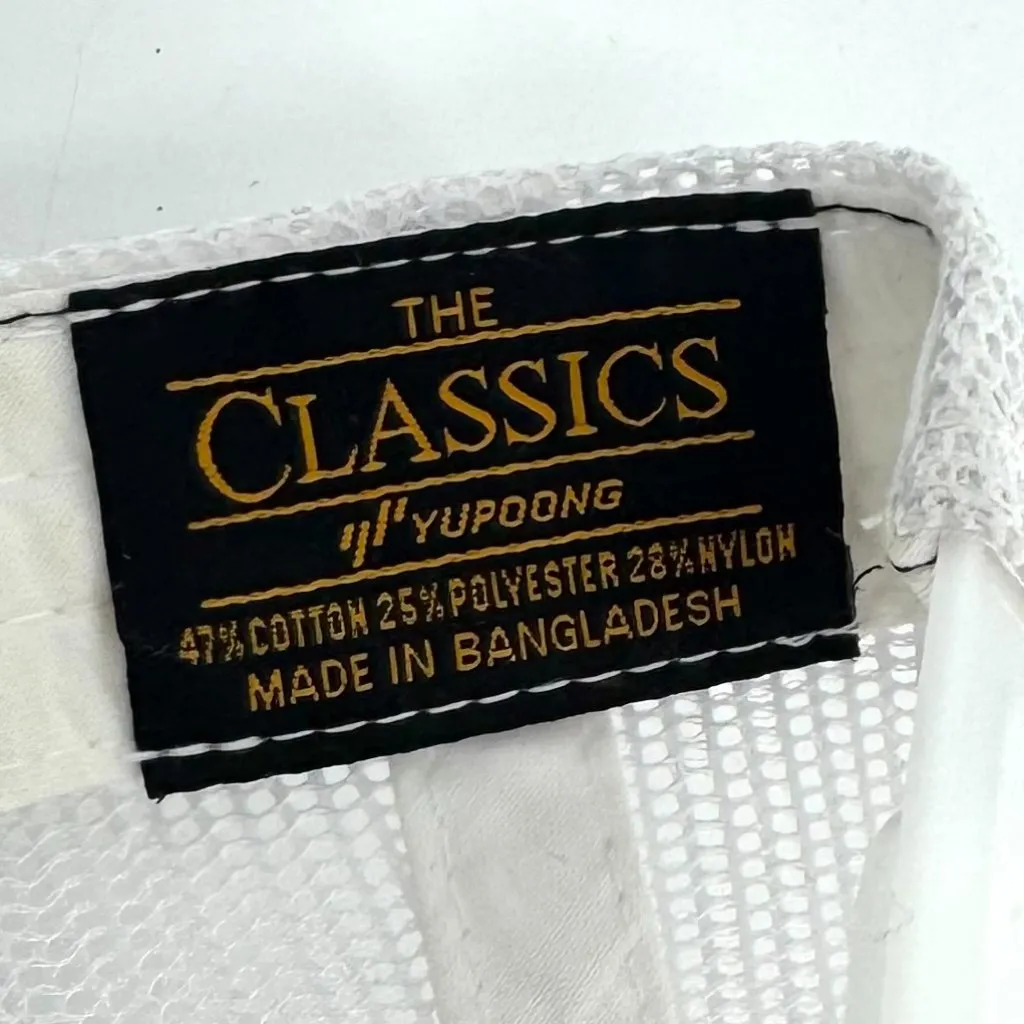 THE
CLASSICS
YUPOONG
47% COTTON 25% POLYESTER 28% NYLON
MADE IN BANGLADESH